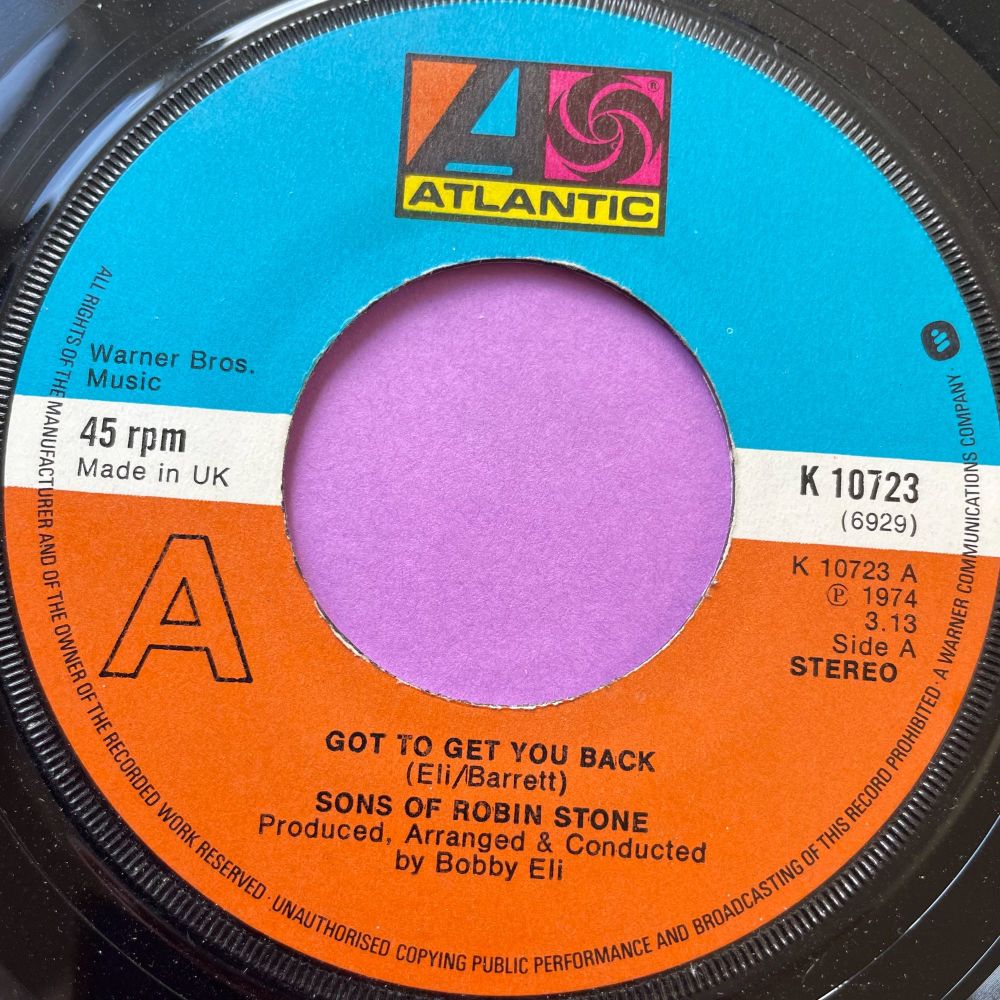 A
ATLANTIC
®
Warner Bros.
Music
45 rpm
Made in UK
K 10723
(6929)
K 10723 A
℗ 1974
3.13
Side A
STEREO
A
GOT TO GET YOU BACK
(Eli/Barrett)
SONS OF ROBIN STONE
Produced, Arranged & Conducted
by Bobby Eli
ALL RIGHTS OF THE MANUFACTURER AND OF THE OWNER OF THE RECORDED WORK RESERVED · UNAUTHORISED COPYING PUBLIC PERFORMANCE AND BROADCASTING OF THIS RECORD PROHIBITED · A WARNER COMMUNICATIONS COMPANY